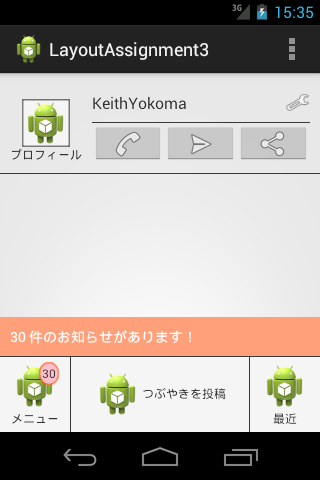 3G 15:35
LayoutAssignment3
KeithYokoma
プロフィール
30 件のお知らせがあります！
30
メニュー
つぶやきを投稿
最近